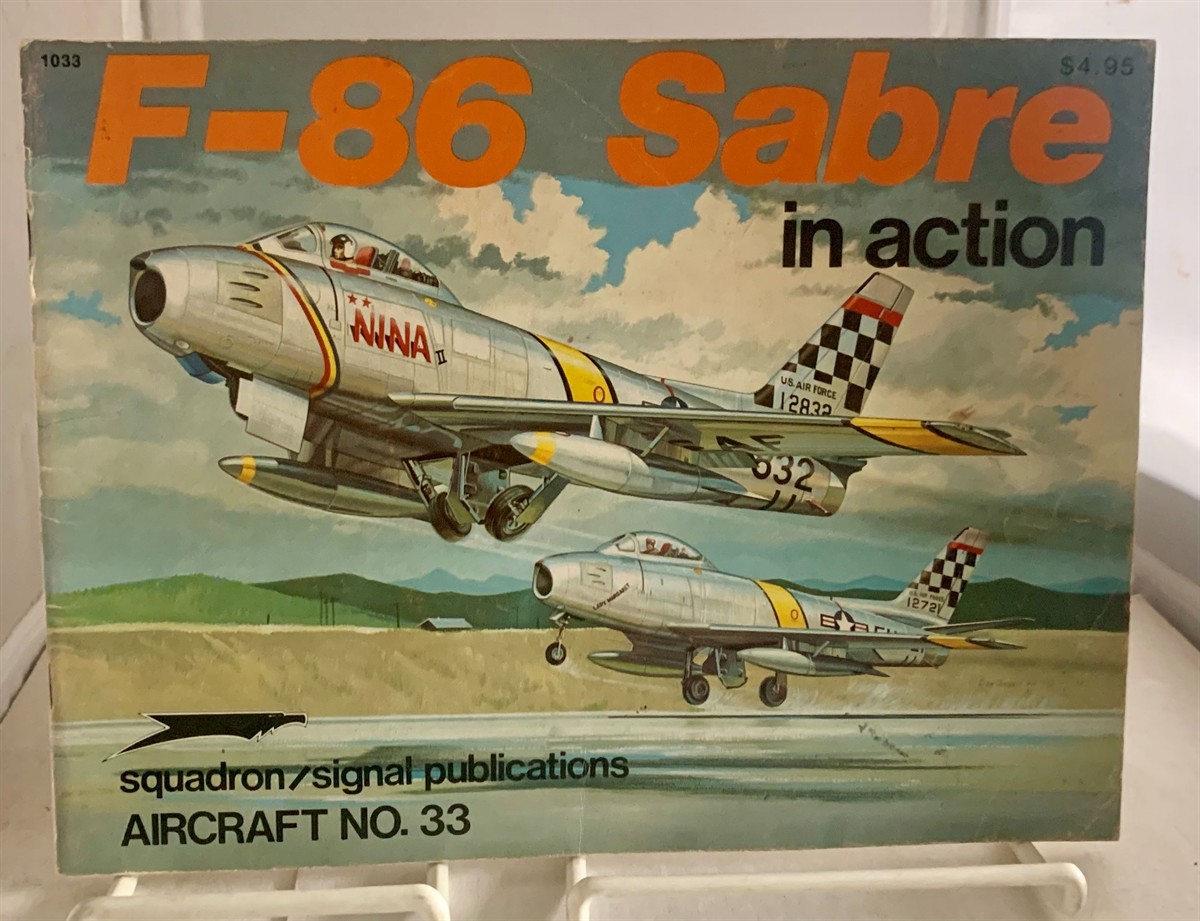 1033
$4.95
F-86 Sabre
in action
NINA
II
U.S. AIR FORCE
12832
832
U.S. AIR FORCE
12721
squadron/signal publications
AIRCRAFT NO. 33